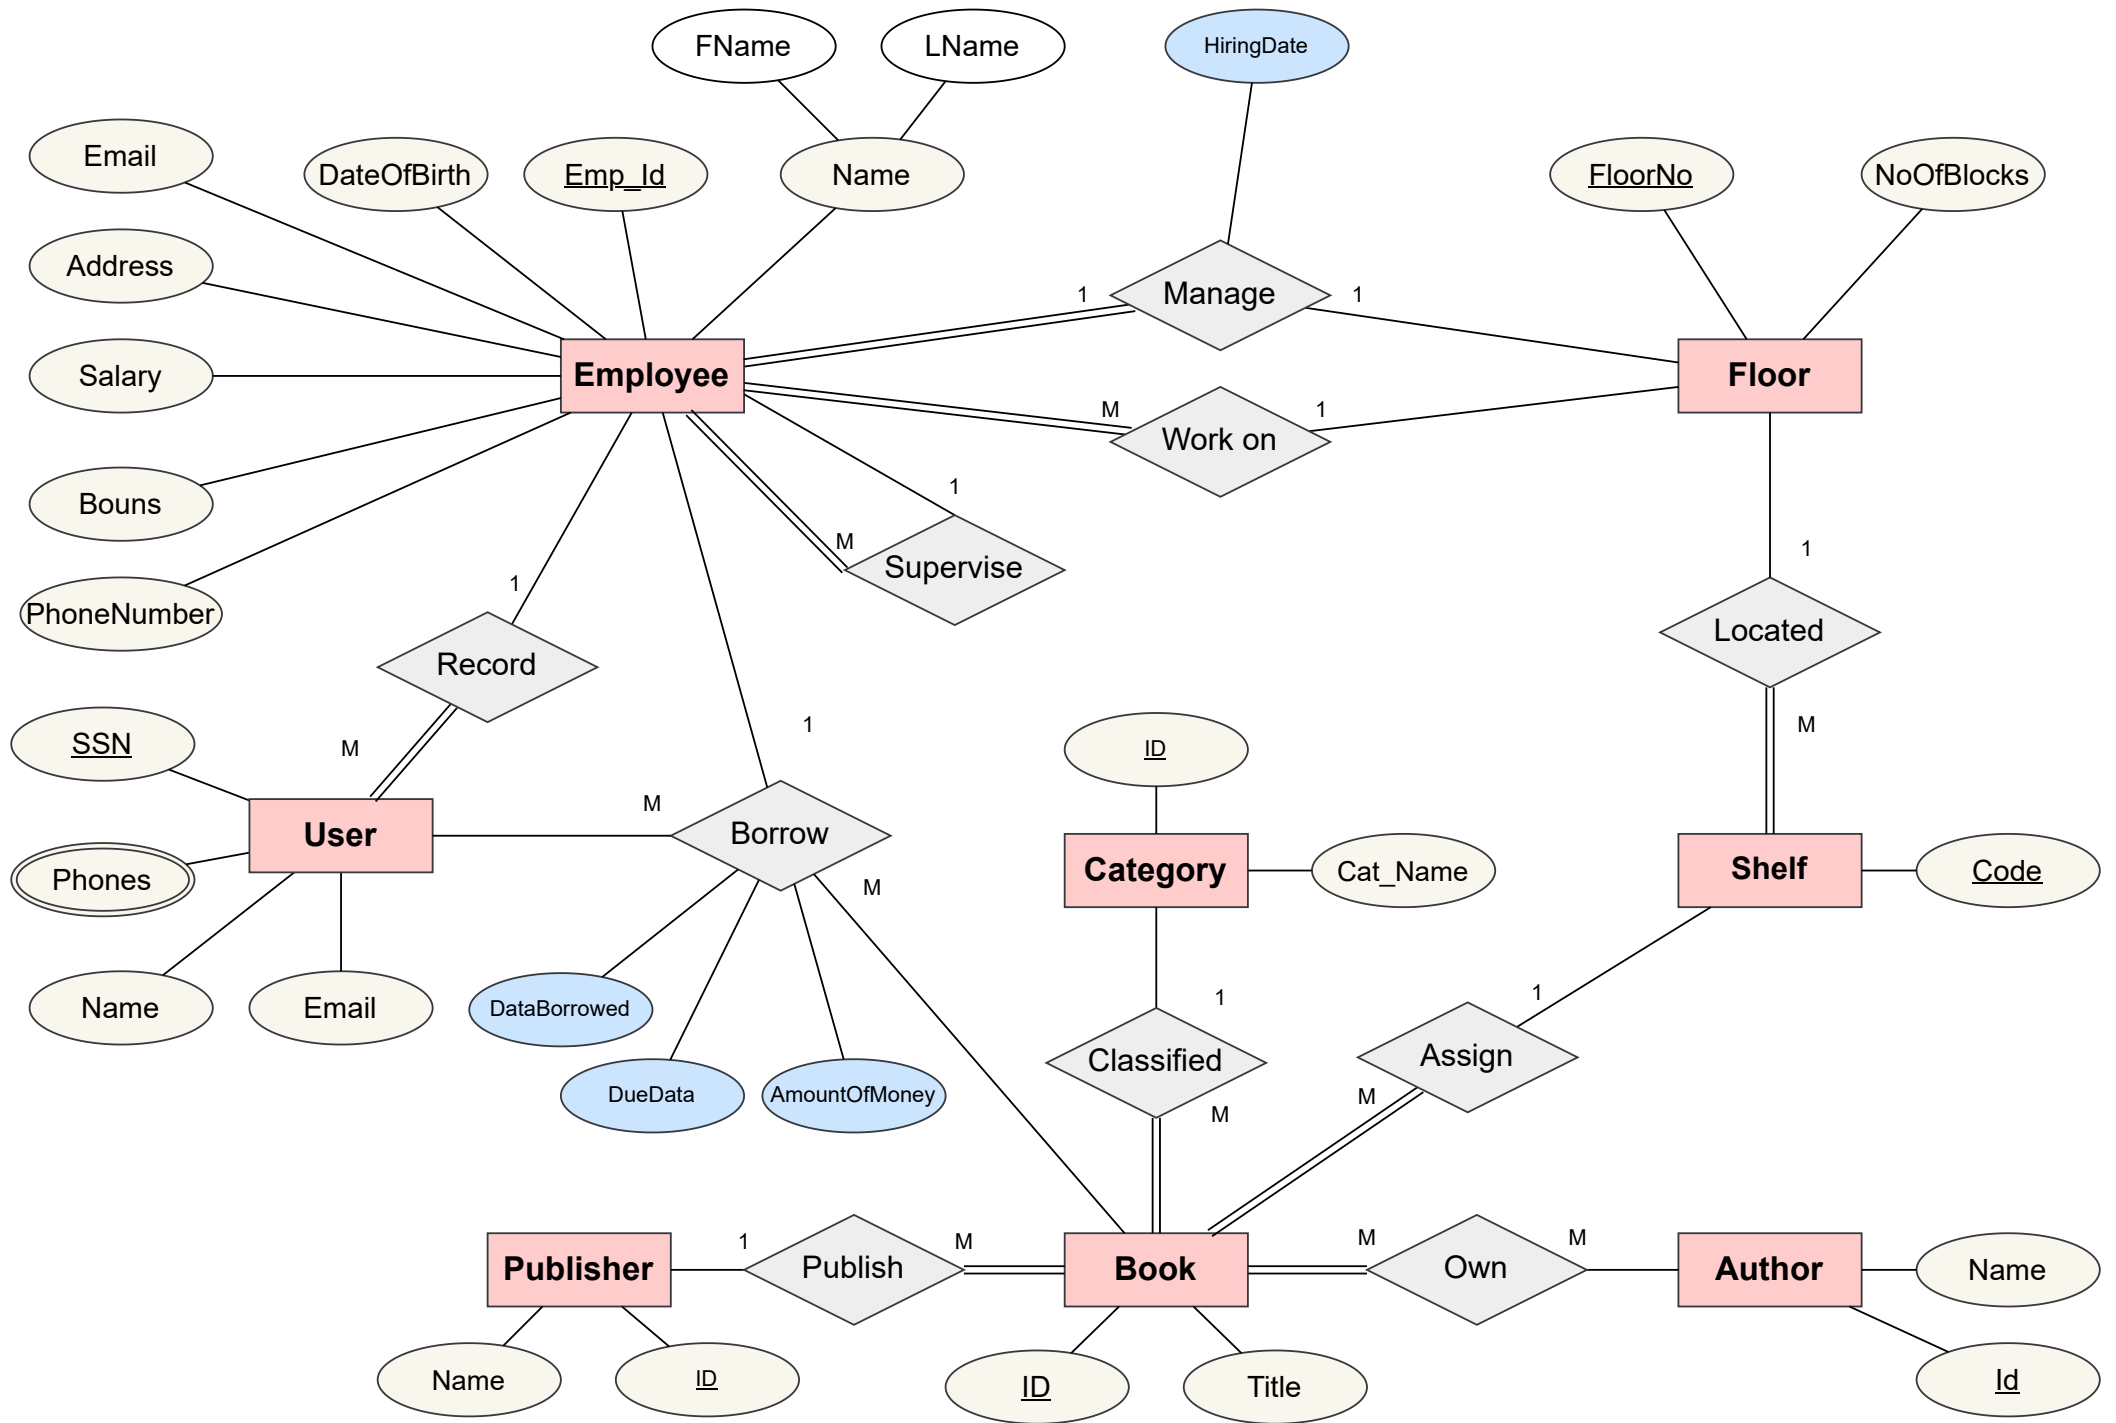 FName
LName
HiringDate
Email
DateOfBirth
Emp_Id
Name
FloorNo
NoOfBlocks
Address
Manage
1
1
Salary
Employee
Floor
M
1
Work on
Bouns
1
M
Supervise
1
PhoneNumber
1
Record
Located
SSN
M
1
M
ID
User
M
Borrow
Category
Cat_Name
Shelf
Code
Phones
M
Name
Email
DataBorrowed
1
1
Classified
Assign
DueData
AmountOfMoney
M
M
Publisher
1
Publish
M
Book
M
Own
M
Author
Name
Name
ID
ID
Title
Id